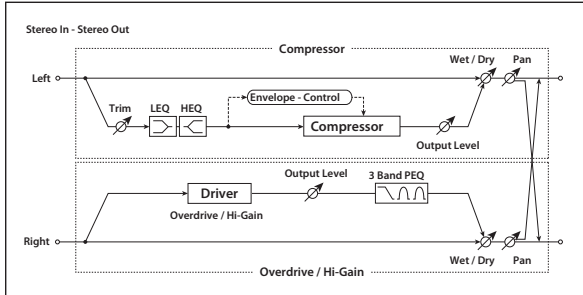 Stereo In - Stereo Out
Compressor
Wet / Dry
Pan
Left
Envelope - Control
Trim
LEQ
HEQ
Compressor
Output Level
Output Level
3 Band PEQ
Driver
Overdrive / Hi-Gain
Right
Wet / Dry
Pan
Overdrive / Hi-Gain